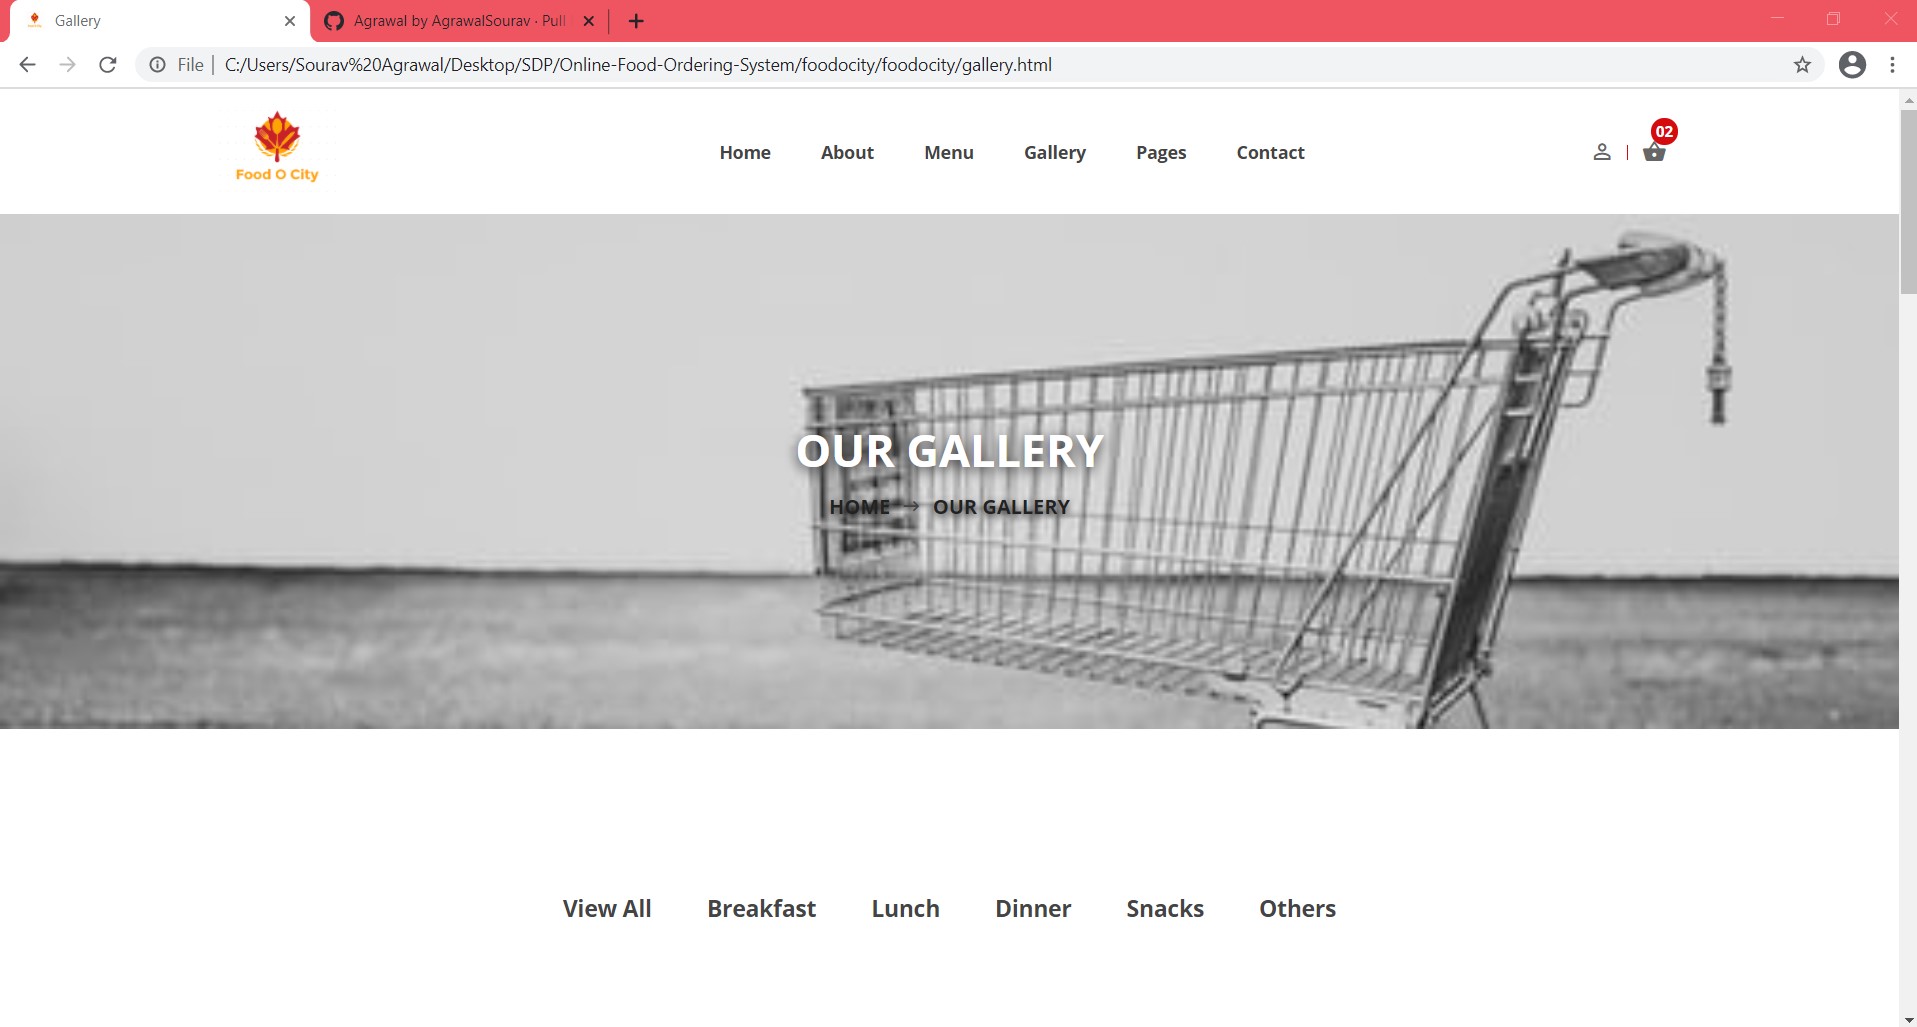 Gallery
Agrawal by AgrawalSourav · Pull
File | C:/Users/Sourav%20Agrawal/Desktop/SDP/Online-Food-Ordering-System/foodocity/foodocity/gallery.html
Food O City
Home About Menu Gallery Pages Contact
02
OUR GALLERY
HOME → OUR GALLERY
View All Breakfast Lunch Dinner Snacks Others